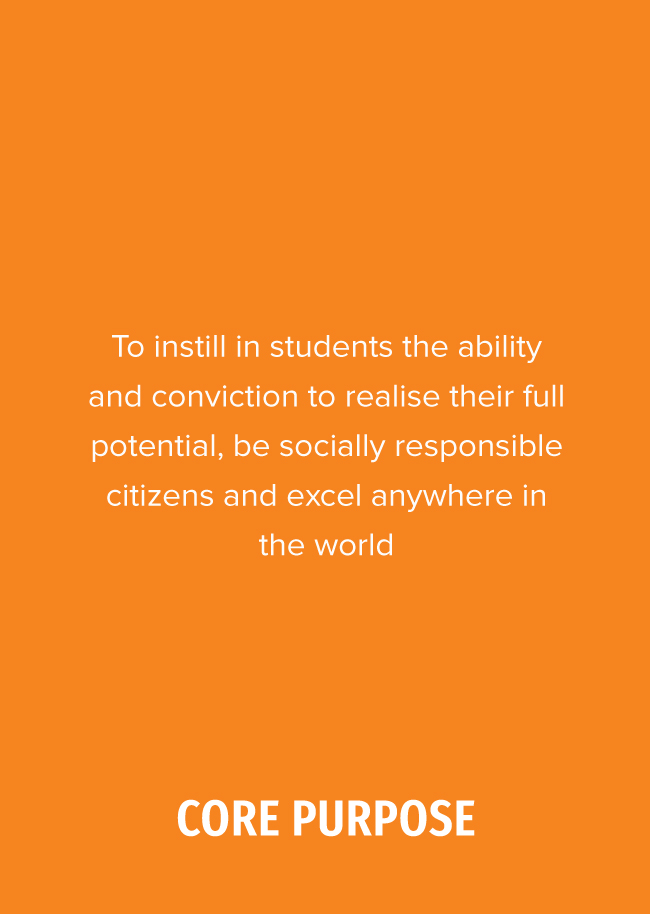 To instill in students the ability
and conviction to realise their full
potential, be socially responsible
citizens and excel anywhere in
the world
CORE PURPOSE